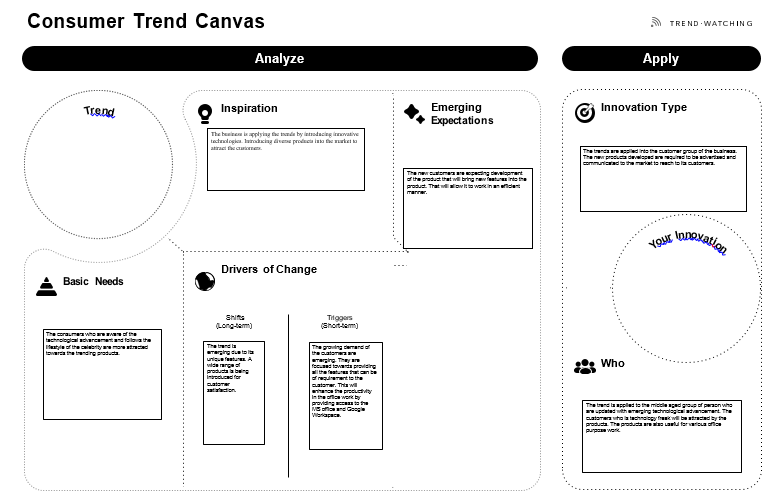 Consumer Trend Canvas
TREND·WATCHING
Analyze
Apply
Trend
Inspiration
The business is applying the trends by introducing innovative
technologies. Introducing diverse products into the market to
attract the customers.
Emerging
Expectations
The new customers are expecting development
of the product that will bring new features into the
product. That will allow it to work in an efficient
manner.
Basic Needs
The consumers who are aware of the
technological advancement and follows the
lifestyle of the celebrity are more attracted
towards the trending products.
Drivers of Change
Shifts
(Long-term)
The trend is
emerging due to its
unique features. A
wide range of
products is being
introduced for
customer
satisfaction.
Triggers
(Short-term)
The growing demand of
the customers are
emerging. They are
focused towards providing
all the features that can be
of requirement to the
customer. This will
enhance the productivity
in the office work by
providing access to the
MS office and Google
Workspace.
Innovation Type
The trends are applied into the customer group of the business.
The new products developed are required to be advertised and
communicated to the market to reach to its customers.
Your Innovation
Who
The trend is applied to the middle aged group of person who
are updated with emerging technological advancement. The
customers who is technology freak will be attracted by the
products. The products are also useful for various office
purpose work.